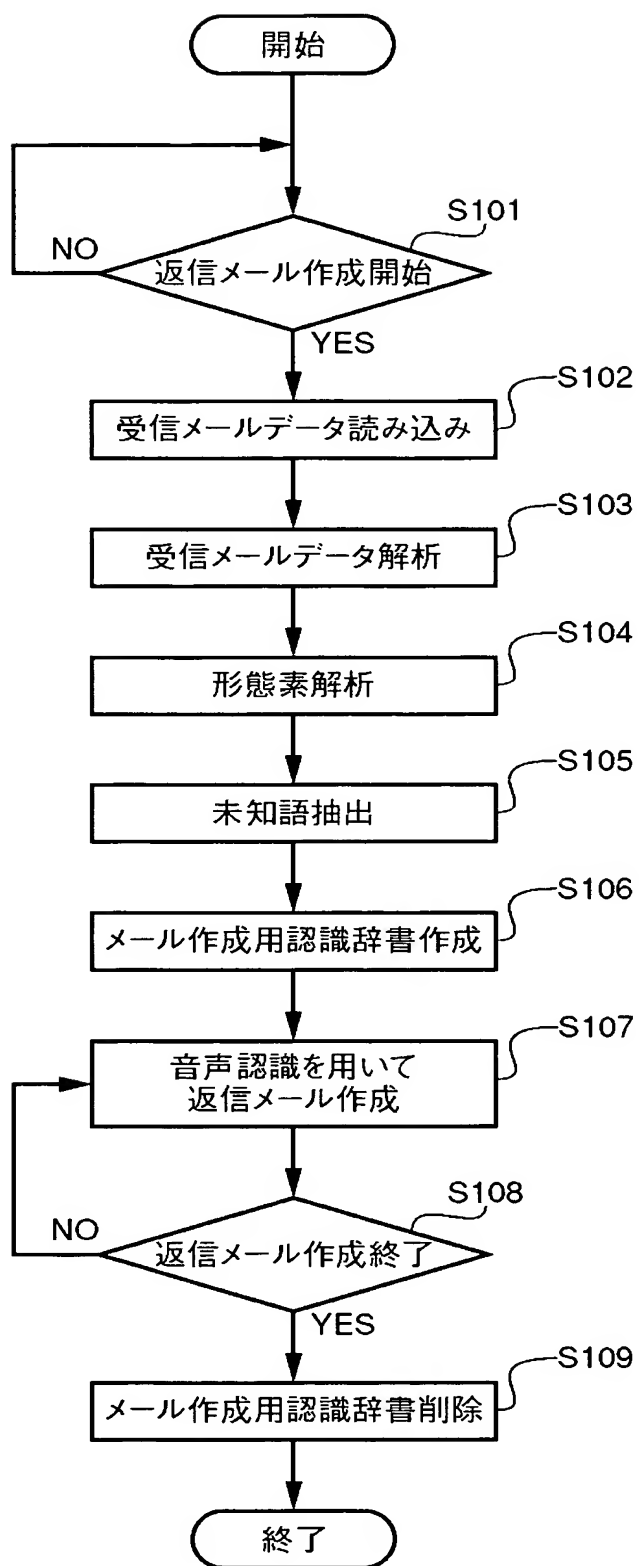 開始
S101
NO
返信メール作成開始
YES
S102
受信メールデータ読み込み
S103
受信メールデータ解析
S104
形態素解析
S105
未知語抽出
S106
メール作成用認識辞書作成
S107
音声認識を用いて
返信メール作成
S108
NO
返信メール作成終了
YES
S109
メール作成用認識辞書削除
終了